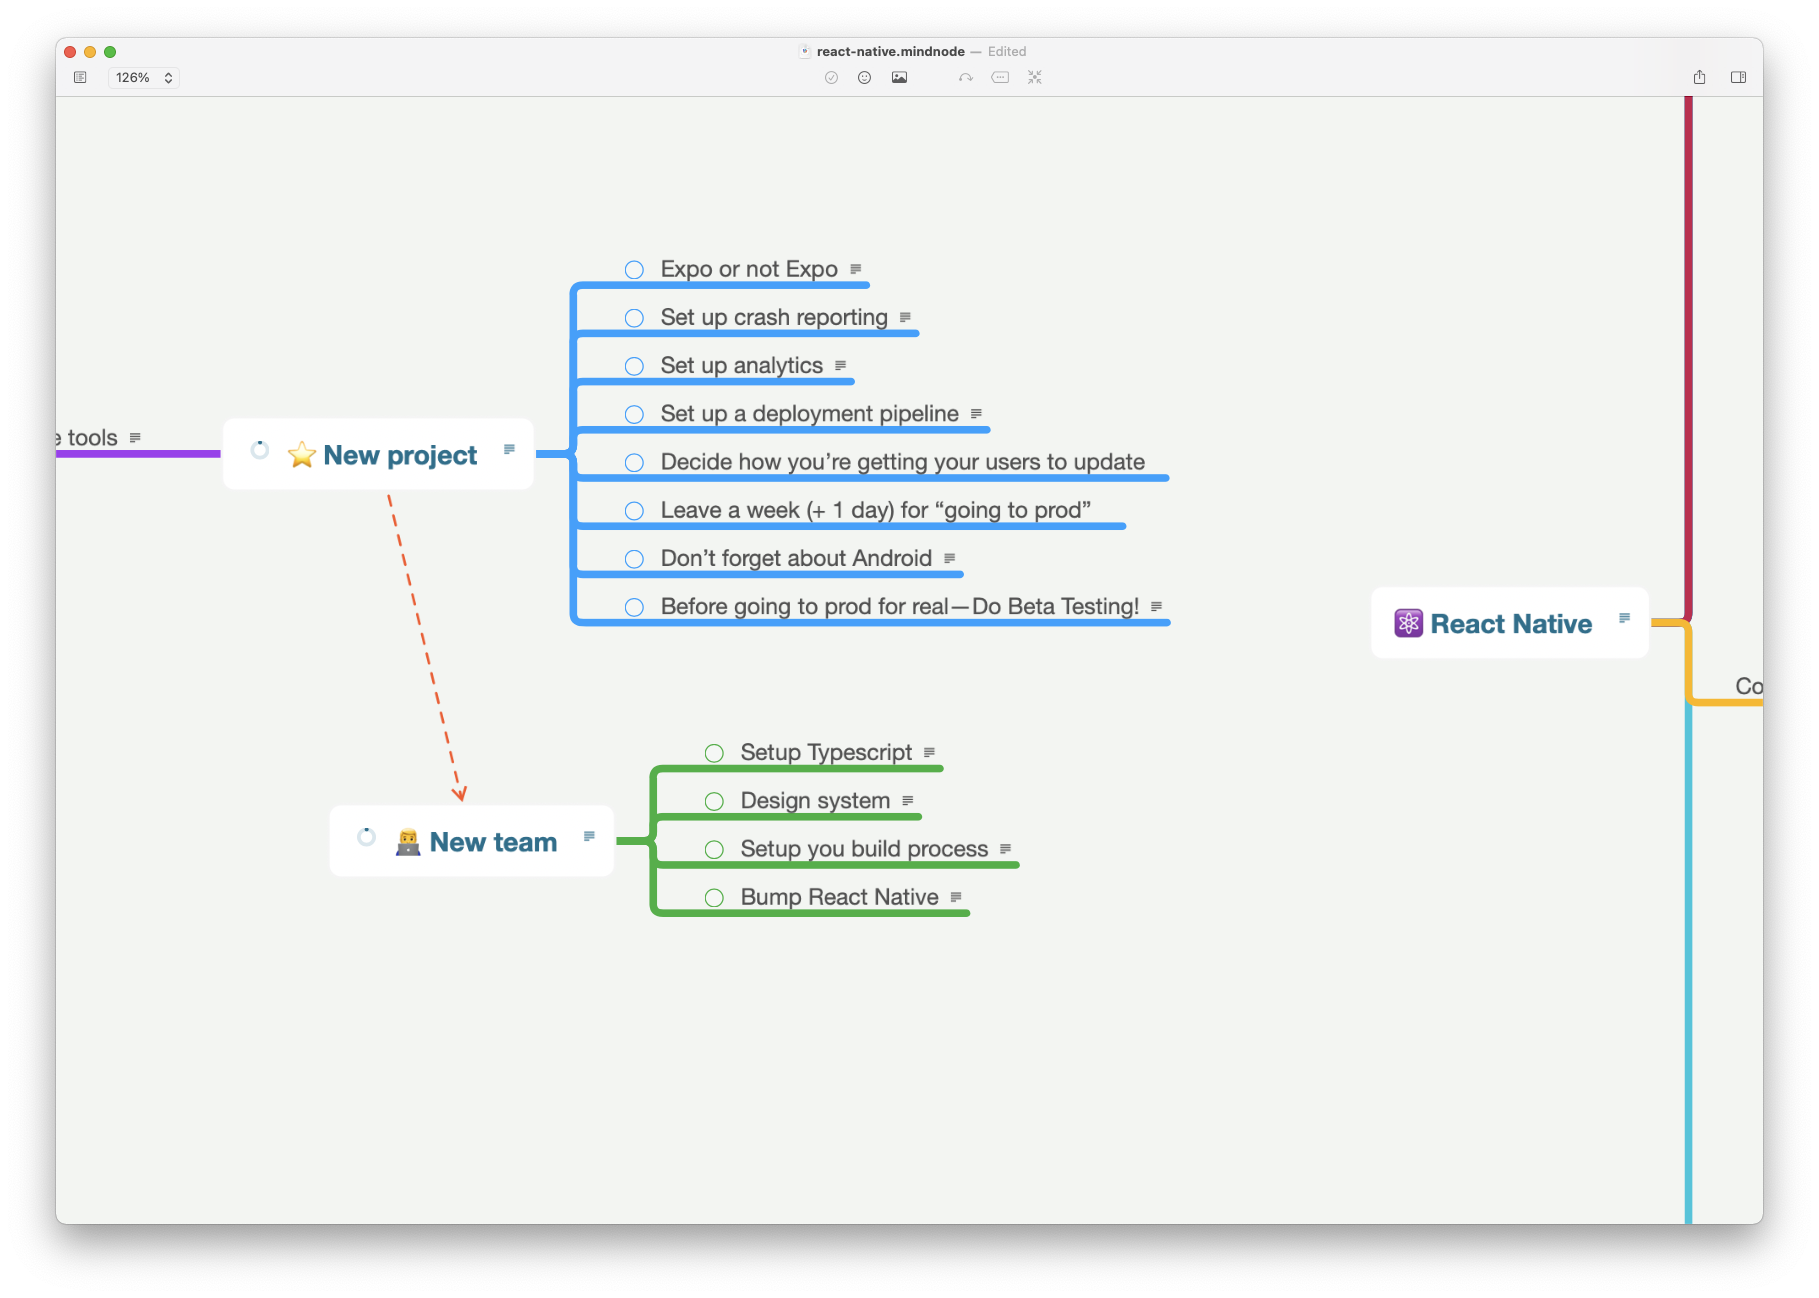 react-native.mindnode — Edited
126%
Expo or not Expo
Set up crash reporting
Set up analytics
Set up a deployment pipeline
Decide how you’re getting your users to update
Leave a week (+ 1 day) for “going to prod”
Don’t forget about Android
Before going to prod for real—Do Beta Testing!
e tools
New project
React Native
Co
Setup Typescript
Design system
Setup you build process
Bump React Native
New team